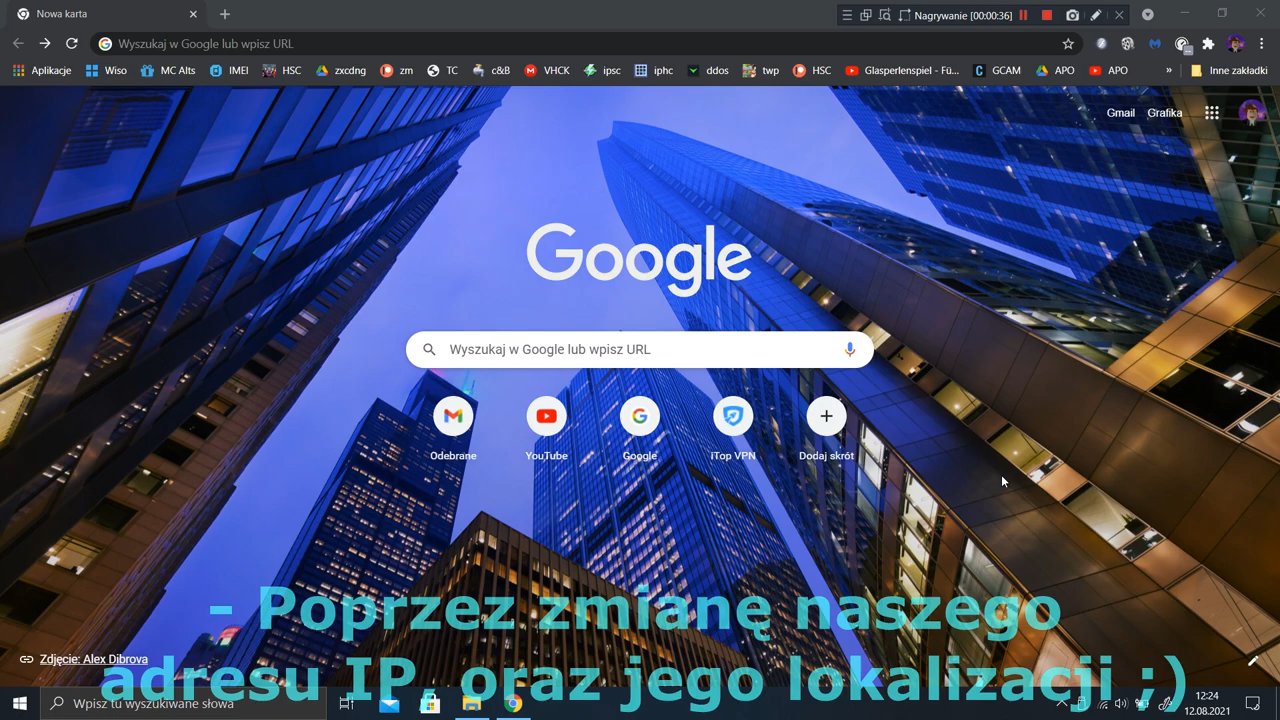 Nowa karta
Nagrywanie [00:00:36]
Wyszukaj w Google lub wpisz URL
Aplikacje
Wiso
MC Alts
IMEI
HSC
zxcdng
zm
TC
c&B
VHCK
ipsc
iphc
ddos
twp
HSC
Glasperlenspiel - Fü...
GCAM
APO
APO
»
Inne zakładki
Gmail
Grafika
Google
Wyszukaj w Google lub wpisz URL
Odebrane
YouTube
Google
iTop VPN
Dodaj skrót
- Poprzez zmianę naszego
adresu IP oraz jego lokalizacji ;)
Zdjęcie: Alex Dibrova
Wpisz tu wyszukiwane słowa
12:24
12.08.2021